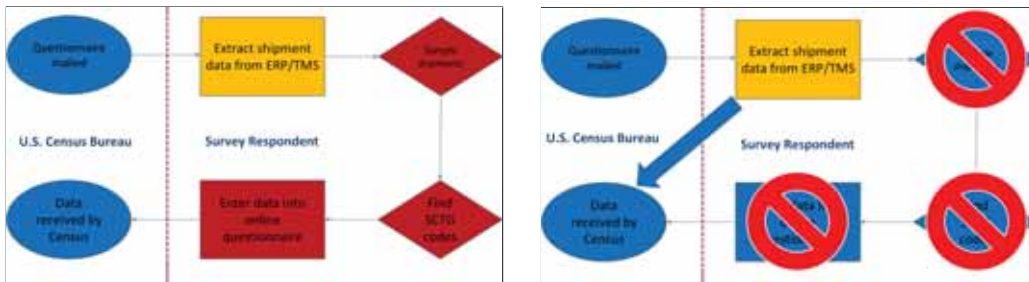 Questionnaire
mailed
Extract shipment
data from ERP/TMS
Sample
shipments
U.S. Census Bureau
Survey Respondent
Data
received by
Census
Enter data into
online
questionnaire
Find
SCTG
codes
Questionnaire
mailed
Extract shipment
data from ERP/TMS
U.S. Census Bureau
Survey Respondent
Data
received by
Census